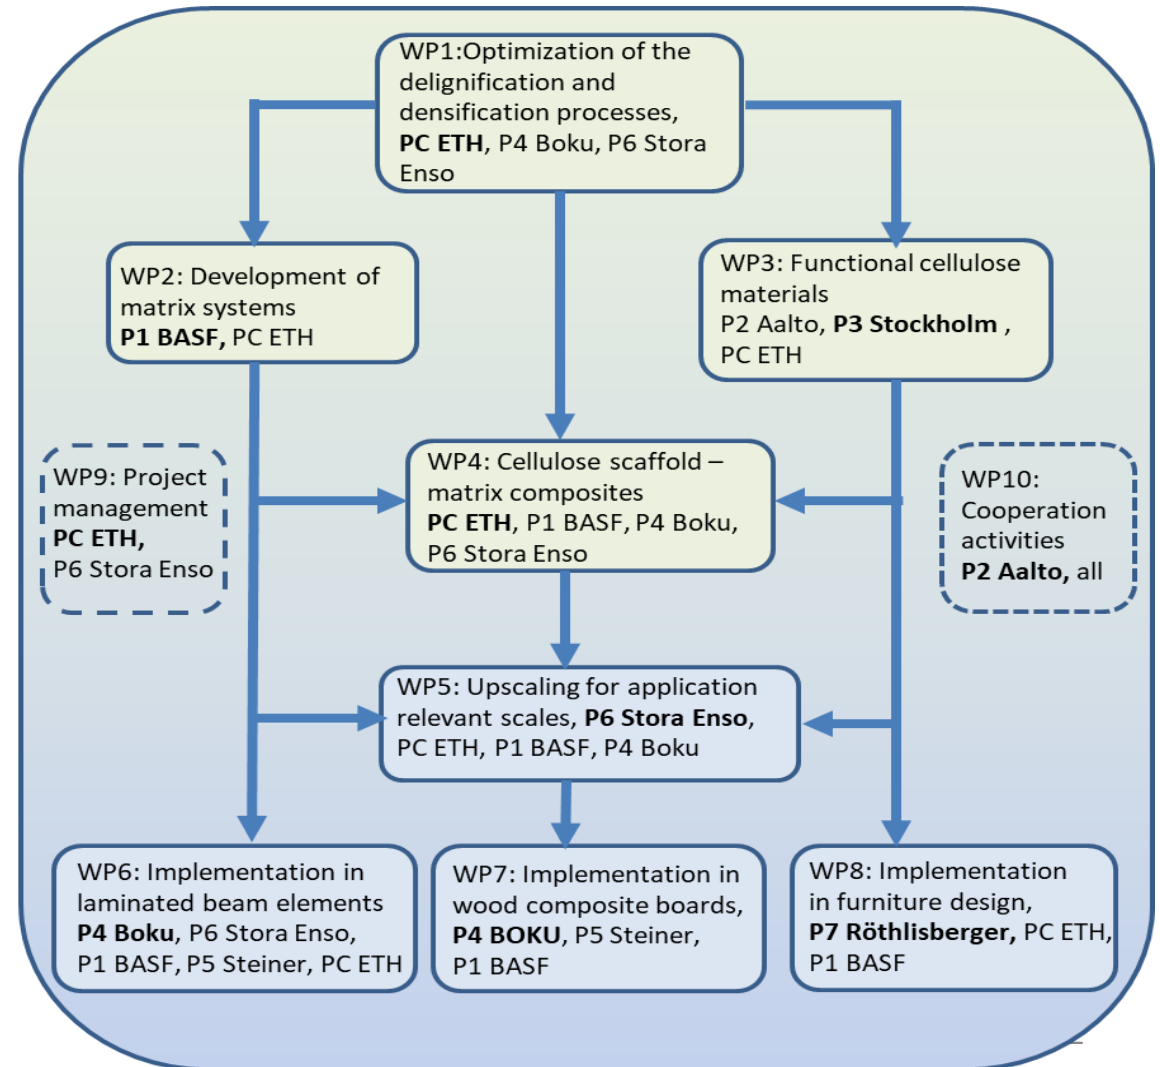 WP1:Optimization of the
delignification and
densification processes,
PC ETH, P4 Boku, P6 Stora
Enso
WP2: Development of
matrix systems
P1 BASF, PC ETH
WP3: Functional cellulose
materials
P2 Aalto, P3 Stockholm ,
PC ETH
WP9: Project
management
PC ETH,
P6 Stora Enso
WP4: Cellulose scaffold –
matrix composites
PC ETH, P1 BASF, P4 Boku,
P6 Stora Enso
WP10:
Cooperation
activities
P2 Aalto, all
WP5: Upscaling for application
relevant scales, P6 Stora Enso,
PC ETH, P1 BASF, P4 Boku
WP6: Implementation in
laminated beam elements
P4 Boku, P6 Stora Enso,
P1 BASF, P5 Steiner, PC ETH
WP7: Implementation in
wood composite boards,
P4 BOKU, P5 Steiner,
P1 BASF
WP8: Implementation
in furniture design,
P7 Röthlisberger, PC ETH,
P1 BASF